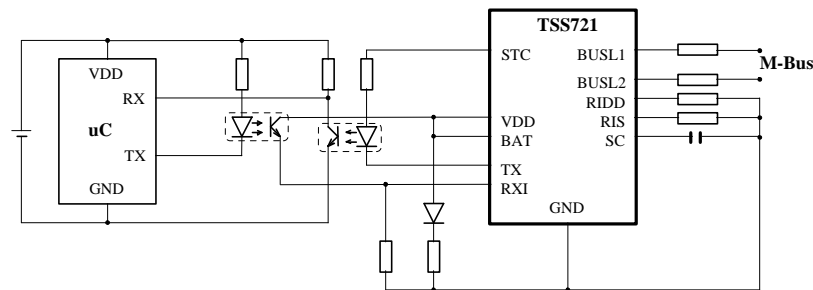 TSS721
VDD
uC
RX
TX
GND
STC
VDD
BAT
TX
RXI
GND
BUSL1
BUSL2
RIDD
RIS
SC
M-Bus